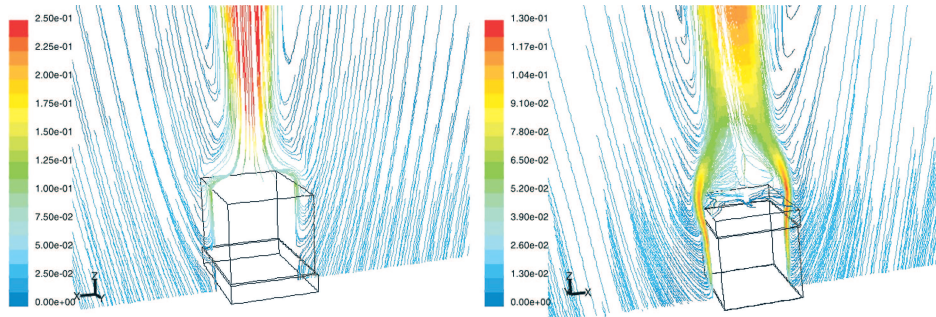 2.50e-01
2.25e-01
2.00e-01
1.75e-01
1.50e-01
1.25e-01
1.00e-01
7.50e-02
5.00e-02
2.50e-02
0.00e+00
Z
X Y
1.30e-01
1.17e-01
1.04e-01
9.10e-02
7.80e-02
6.50e-02
5.20e-02
3.90e-02
2.60e-02
1.30e-02
0.00e+00
Z
Y X